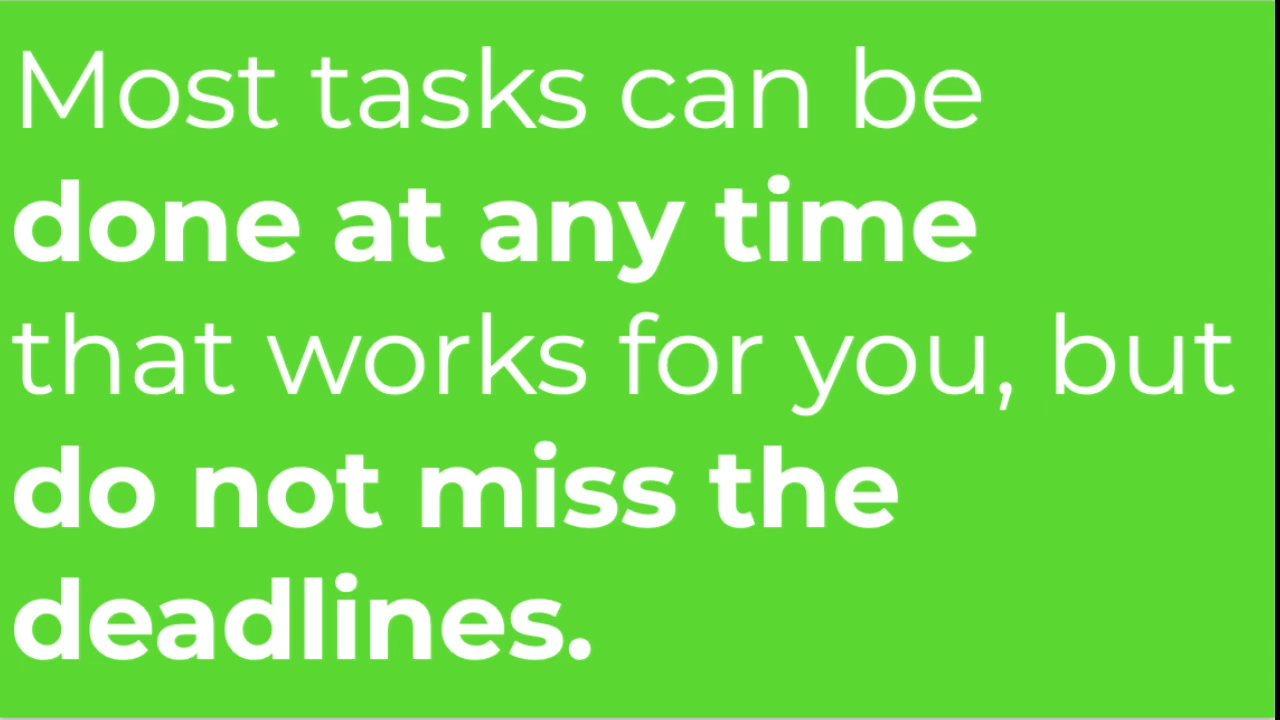 Most tasks can be
done at any time
that works for you, but
do not miss the
deadlines.